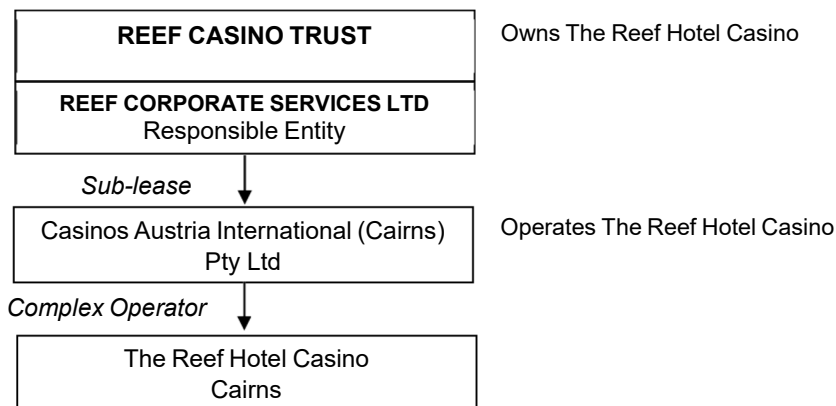 REEF CASINO TRUST
Owns The Reef Hotel Casino
REEF CORPORATE SERVICES LTD
Responsible Entity
Sub-lease
Casinos Austria International (Cairns)
Pty Ltd
Operates The Reef Hotel Casino
Complex Operator
The Reef Hotel Casino
Cairns